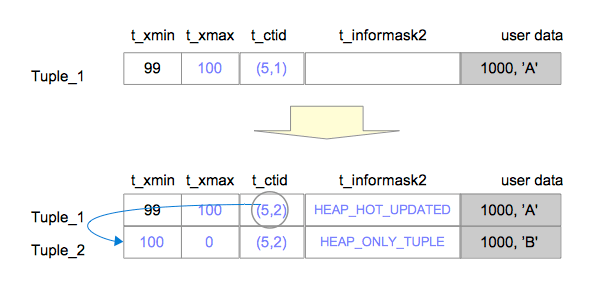 t_xmin t_xmax t_ctid t_informask2 user data
Tuple_1 99 100 (5,1) 1000, 'A'
t_xmin t_xmax t_ctid t_informask2 user data
Tuple_1 99 100 (5,2) HEAP_HOT_UPDATED 1000, 'A'
Tuple_2 100 0 (5,2) HEAP_ONLY_TUPLE 1000, 'B'